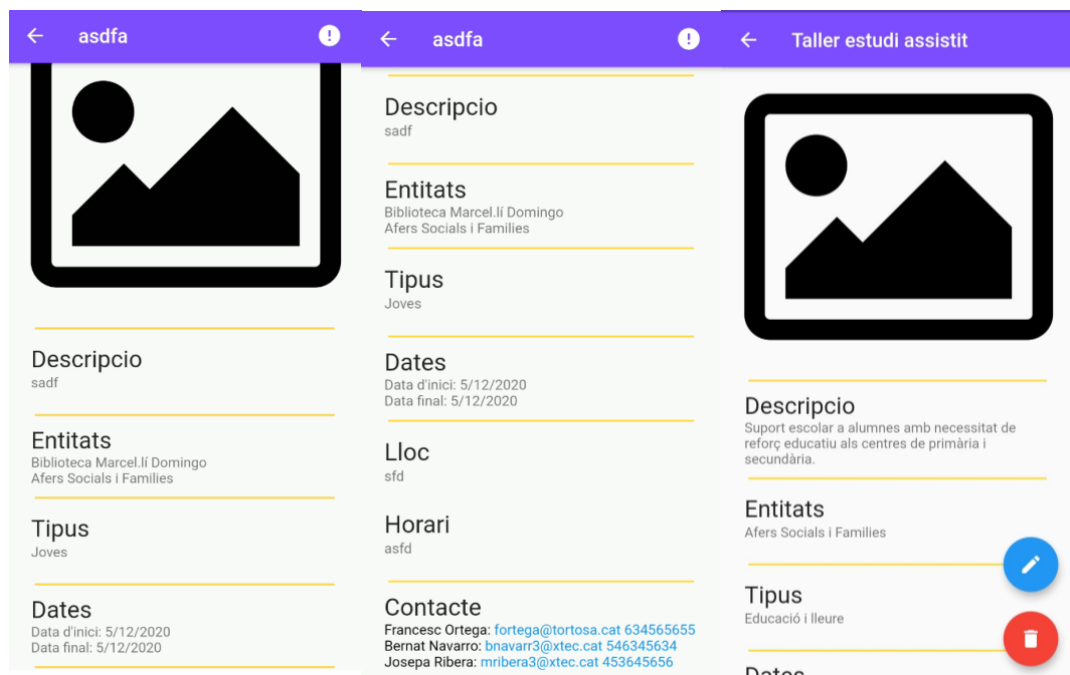 asdfa
!
Descripcio
sadf
Entitats
Biblioteca Marcel.lí Domingo
Afers Socials i Families
Tipus
Joves
Dates
Data d'inici: 5/12/2020
Data final: 5/12/2020
asdfa
!
Descripcio
sadf
Entitats
Biblioteca Marcel.lí Domingo
Afers Socials i Families
Tipus
Joves
Dates
Data d'inici: 5/12/2020
Data final: 5/12/2020
Lloc
sfd
Horari
asfd
Contacte
Francesc Ortega: fortega@tortosa.cat 634565655
Bernat Navarro: bnavarr3@xtec.cat 546345634
Josepa Ribera: mribera3@xtec.cat 453645656
Taller estudi assistit
Descripcio
Suport escolar a alumnes amb necessitat de
reforç educatiu als centres de primària i
secundària.
Entitats
Afers Socials i Families
Tipus
Educació i lleure
Dates